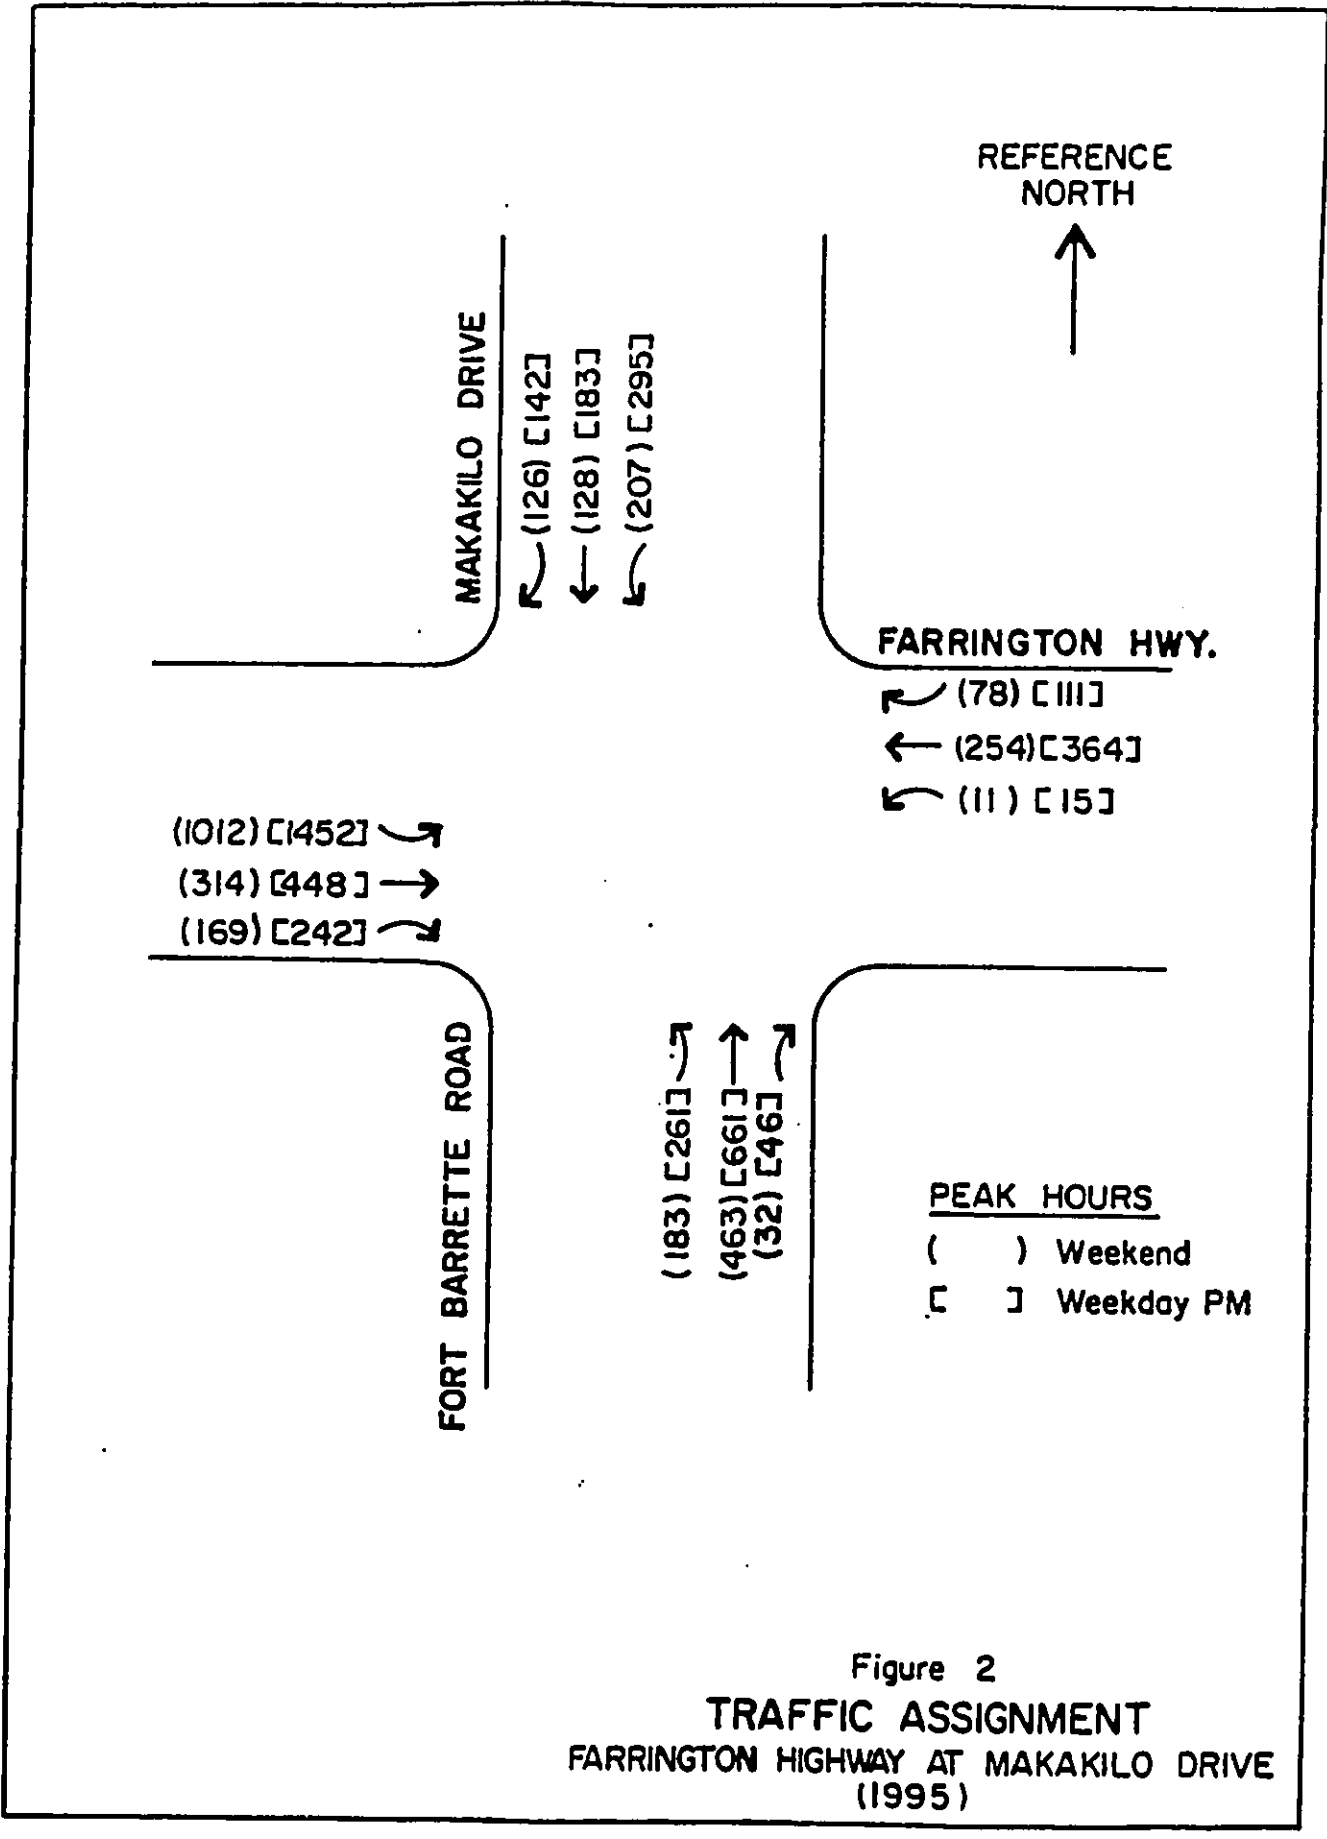 REFERENCE
NORTH
MAKAKILO DRIVE
(126) [142]
(128) [183]
(207) [295]
FARRINGTON HWY.
(78) [111]
(254) [364]
(11) [15]
(1012) [1452]
(314) [448]
(169) [242]
FORT BARRETTE ROAD
(183) [261]
(463) [661]
(32) [46]
PEAK HOURS
( ) Weekend
[ ] Weekday PM
Figure 2
TRAFFIC ASSIGNMENT
FARRINGTON HIGHWAY AT MAKAKILO DRIVE
(1995)